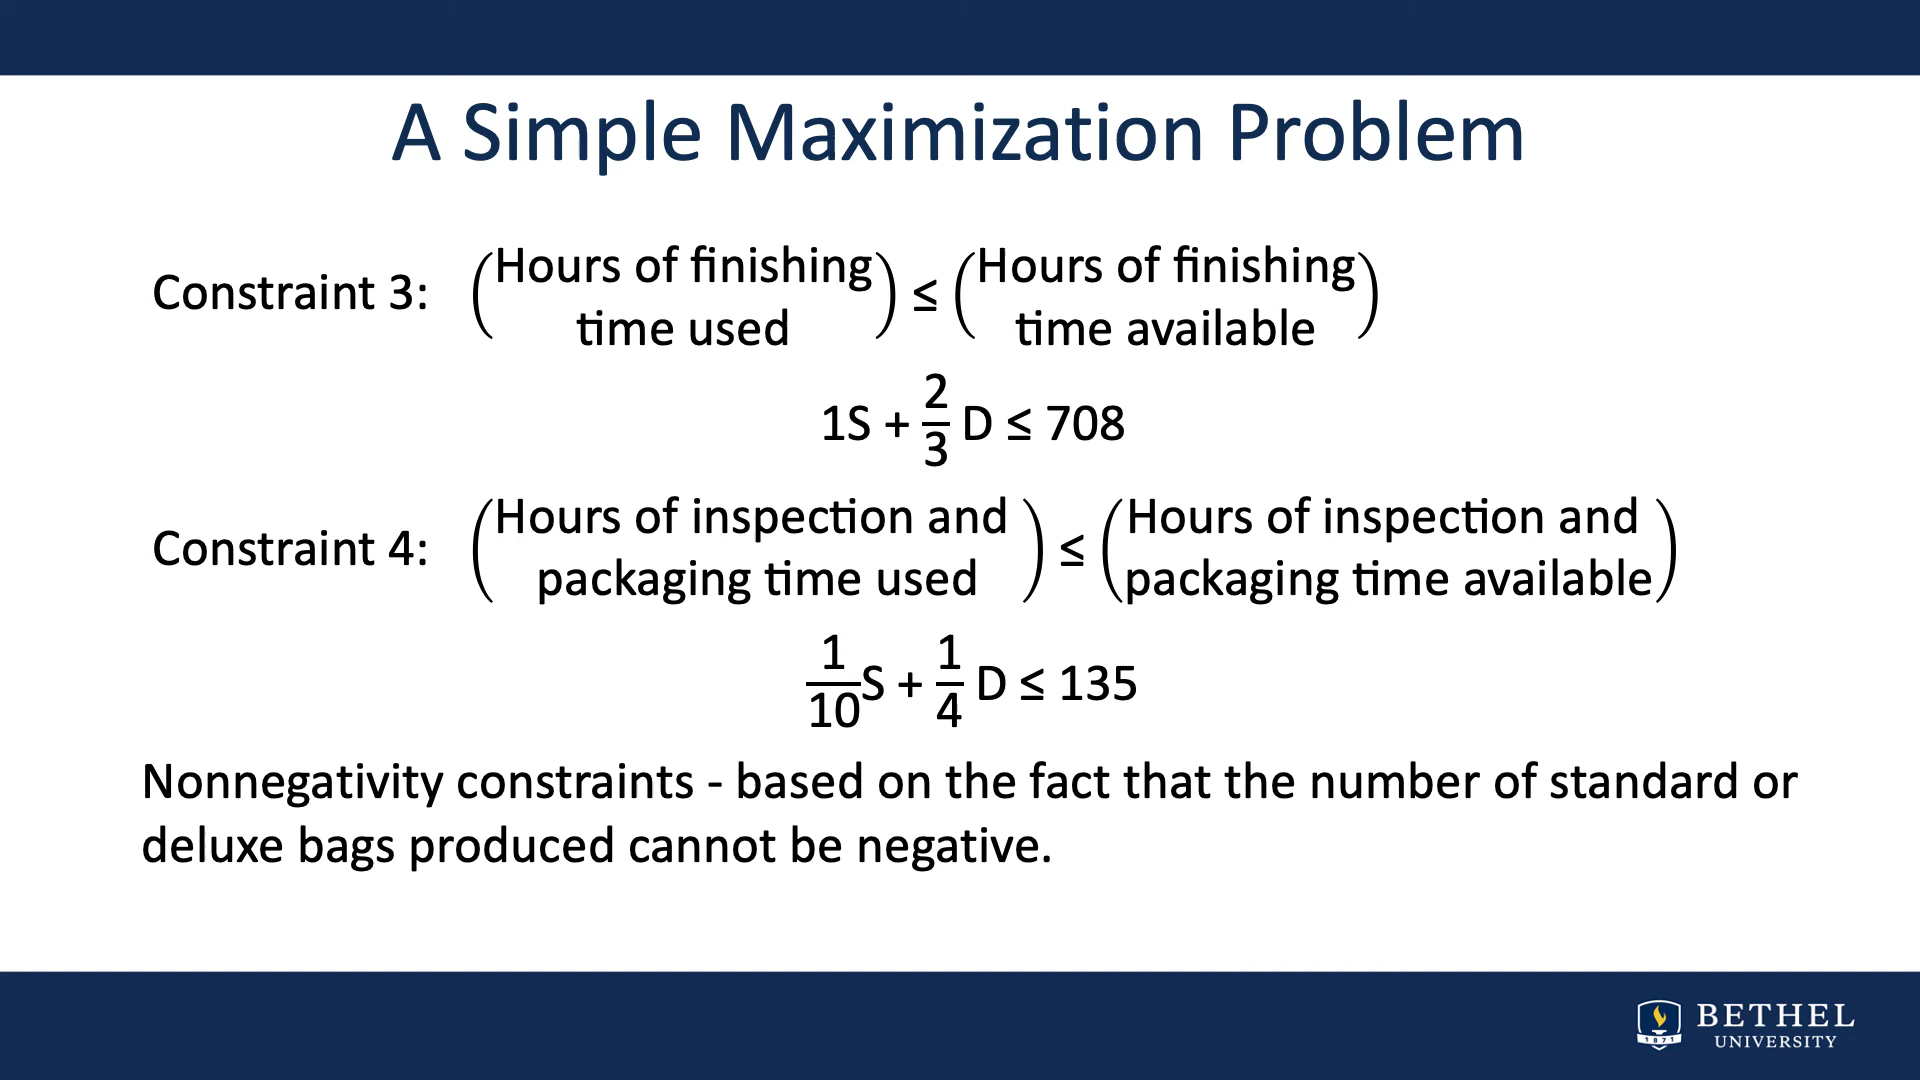 A Simple Maximization Problem
Constraint 3: (Hours of finishing time used) ≤ (Hours of finishing time available)
1S + 2/3 D ≤ 708
Constraint 4: (Hours of inspection and packaging time used) ≤ (Hours of inspection and packaging time available)
1/10 S + 1/4 D ≤ 135
Nonnegativity constraints - based on the fact that the number of standard or
deluxe bags produced cannot be negative.
1871
BETHEL
UNIVERSITY